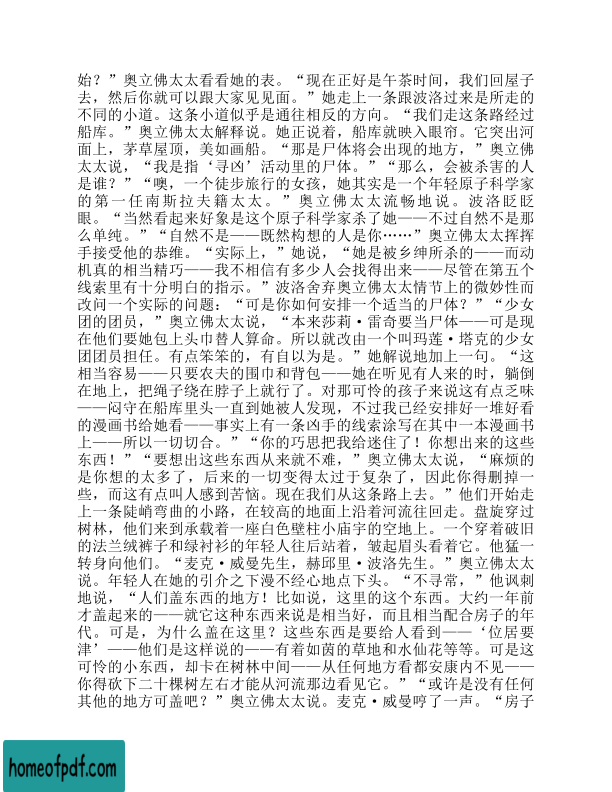 始？”奥立佛太太看看她的表。“现在正好是午茶时间，我们回屋子
去，然后你就可以跟大家见见面。”她走上一条跟波洛过来是所走的
不同的小道。这条小道似乎是通往相反的方向。“我们走这条路经过
船库。”奥立佛太太解释说。她正说着，船库就映入眼帘。它突出河
面上，茅草屋顶，美如画船。“那是尸体将会出现的地方，”奥立佛
太太说，“我是指‘寻凶’活动里的尸体。”“那么，会被杀害的人
是谁？”“噢，一个徒步旅行的女孩，她其实是一个年轻原子科学家
的第一任南斯拉夫籍太太。”奥立佛太太流畅地说。波洛眨眨
眼。“当然看起来好象是这个原子科学家杀了她——不过自然不是那
么单纯。”“自然不是——既然构想的人是你……”奥立佛太太挥挥
手接受他的恭维。“实际上，”她说，“她是被乡绅所杀的——而动
机真的相当精巧——我不相信有多少人会找得出来——尽管在第五个
线索里有十分明白的指示。”波洛舍弃奥立佛太太情节上的微妙性而
改问一个实际的问题：“可是你如何安排一个适当的尸体？”“少女
团的团员，”奥立佛太太说，“本来莎莉·雷奇要当尸体——可是现
在他们要她包上头巾替人算命。所以就改由一个叫玛莲·塔克的少女
团团员担任。有点笨笨的，有自以为是。”她解说地加上一句。“这
相当容易——只要农夫的围巾和背包——她在听见有人来的时，躺倒
在地上，把绳子绕在脖子上就行了。对那可怜的孩子来说这有点乏味
——闷守在船库里头一直到她被人发现，不过我已经安排好一堆好看
的漫画书给她看——事实上有一条凶手的线索涂写在其中一本漫画书
上——所以一切切合。”“你的巧思把我给迷住了！你想出来的这些
东西！”“要想出这些东西从来就不难，”奥立佛太太说，“麻烦的
是你想的太多了，后来的一切变得太过于复杂了，因此你得删掉一
些，而这有点叫人感到苦恼。现在我们从这条路上去。”他们开始走
上一条陡峭弯曲的小路，在较高的地面上沿着河流往回走。盘旋穿过
树林，他们来到承载着一座白色壁柱小庙宇的空地上。一个穿着破旧
的法兰绒裤子和绿衬衫的年轻人往后站着，皱起眉头看着它。他猛一
转身向他们。“麦克·威曼先生，赫邱里·波洛先生。”奥立佛太太
说。年轻人在她的引介之下漫不经心地点下头。“不寻常，”他讽刺
地说，“人们盖东西的地方！比如说，这里的这个东西。大约一年前
才盖起来的——就它这种东西来说是相当好，而且相当配合房子的年
代。可是，为什么盖在这里？这些东西是要给人看到——‘位居要
津’——他们是这样说的——有着如茵的草地和水仙花等等。可是这
可怜的小东西，却卡在树林中间——从任何地方看都安康内不见——
你得砍下二十棵树左右才能从河流那边看见它。”“或许是没有任何
其他的地方可盖吧？”奥立佛太太说。麦克·威曼哼了一声。“房子
homeofpdf.com